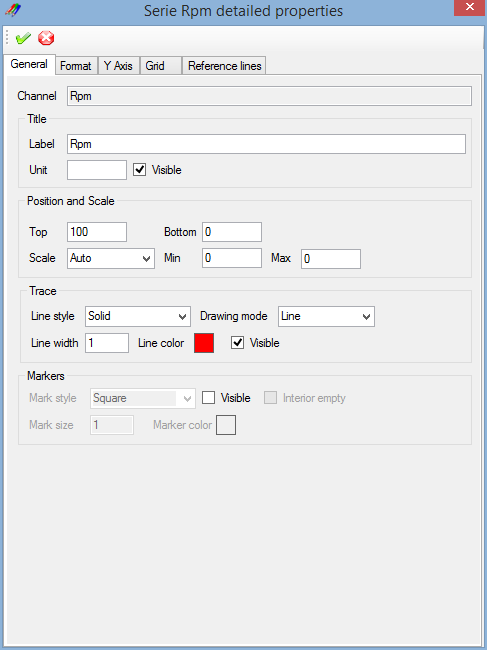 Serie Rpm detailed properties
General Format Y Axis Grid Reference lines
Channel Rpm
Title
Label Rpm
Unit Visible
Position and Scale
Top 100 Bottom 0
Scale Auto Min 0 Max 0
Trace
Line style Solid Drawing mode Line
Line width 1 Line color Visible
Markers
Mark style Square Visible Interior empty
Mark size 1 Marker color